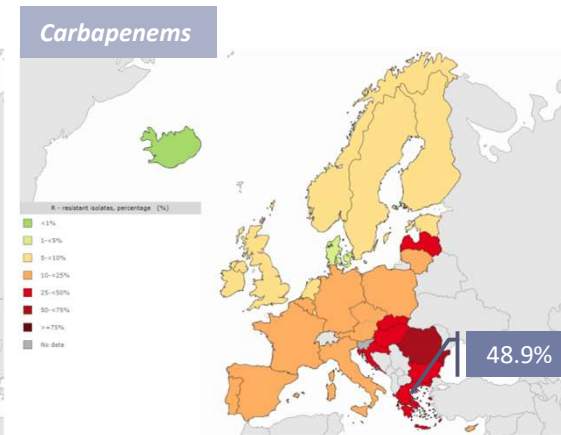 Carbapenems
R - resistant isolates, percentage (%)
<1%
1-<5%
5-<10%
10-<25%
25-<50%
50-<75%
>=75%
No data
48.9%